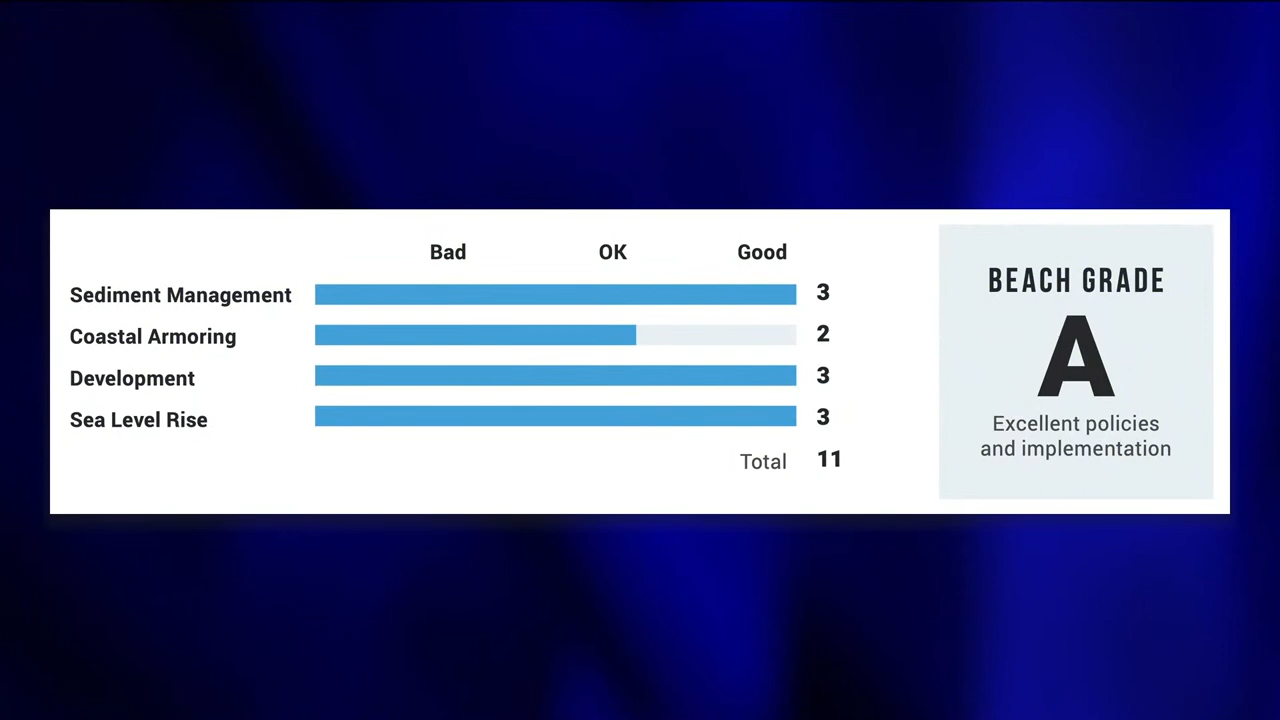 Bad OK Good
Sediment Management 3
Coastal Armoring 2
Development 3
Sea Level Rise 3
Total 11
BEACH GRADE
A
Excellent policies
and implementation